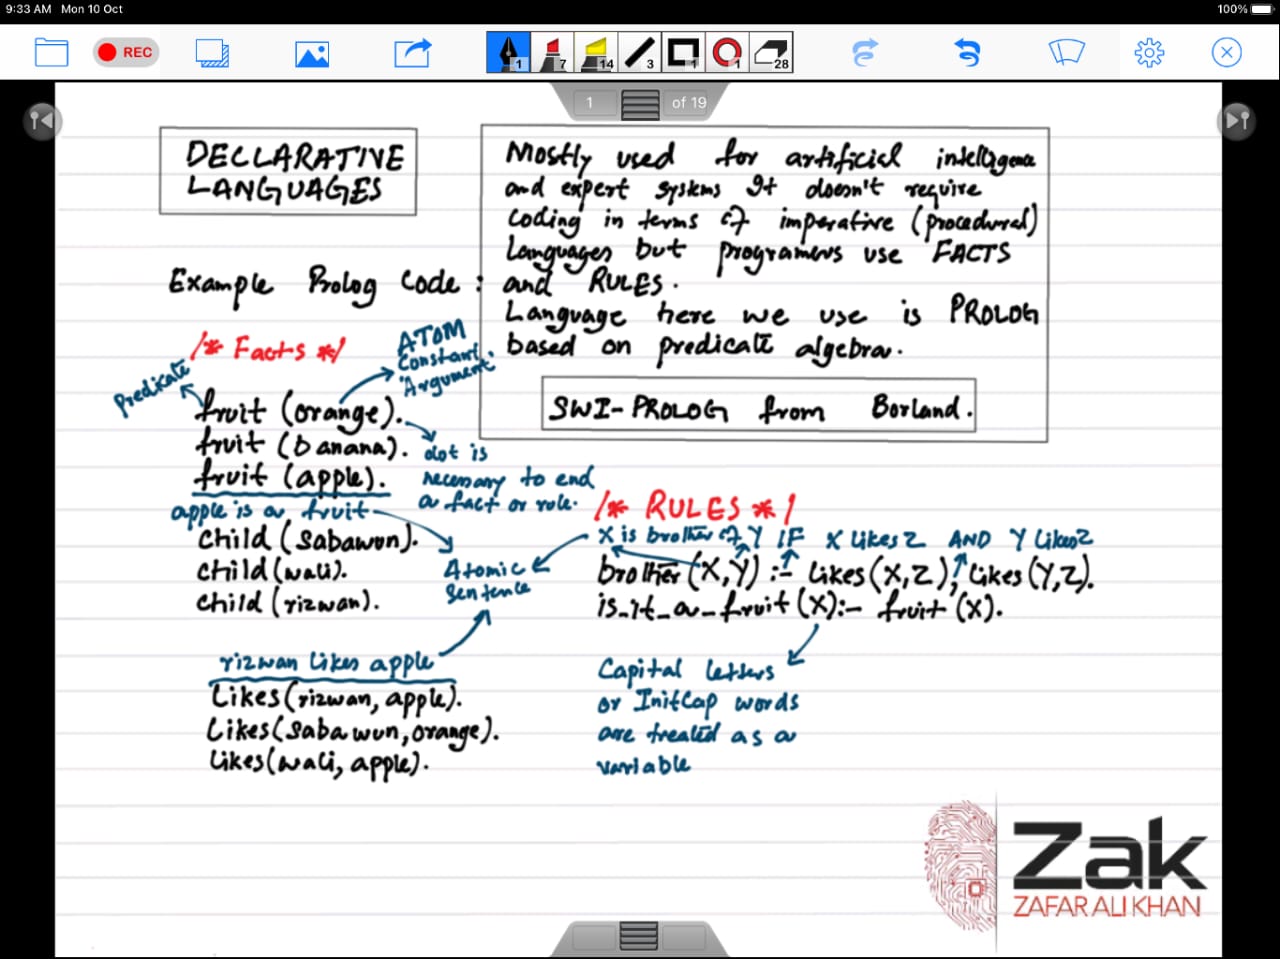 9:33 AM Mon 10 Oct
100%
REC
1
7
14
3
1
1
28
1 of 19
DECLARATIVE
LANGUAGES
Mostly used for artificial intelligence
and expert systems It doesn't require
coding in terms of imperative (procedural)
Languages but programers use FACTS
and RULES.
Language here we use is PROLOG
based on predicate algebra.
SWI-PROLOG from Borland.
Example Prolog Code :
/* Facts */
ATOM
Constant
'Argument'
Predicate
fruit (orange).
fruit (banana).
fruit (apple).
dot is
necessary to end
a fact or rule.
apple is a fruit
child (Sabawun).
child (wali).
child (rizwan).
Atomic
Sentence
rizwan likes apple
Likes(rizwan, apple).
Likes(Sabawun, orange).
Likes(wali, apple).
/* RULES */
X is brother of Y IF X likes Z AND Y likes Z
brother (X,Y) :- likes(X,Z), likes(Y,Z).
is_it_a_fruit (X):- fruit (X).
Capital letters
or InitCap words
are treated as a
variable
Zak
ZAFAR ALI KHAN